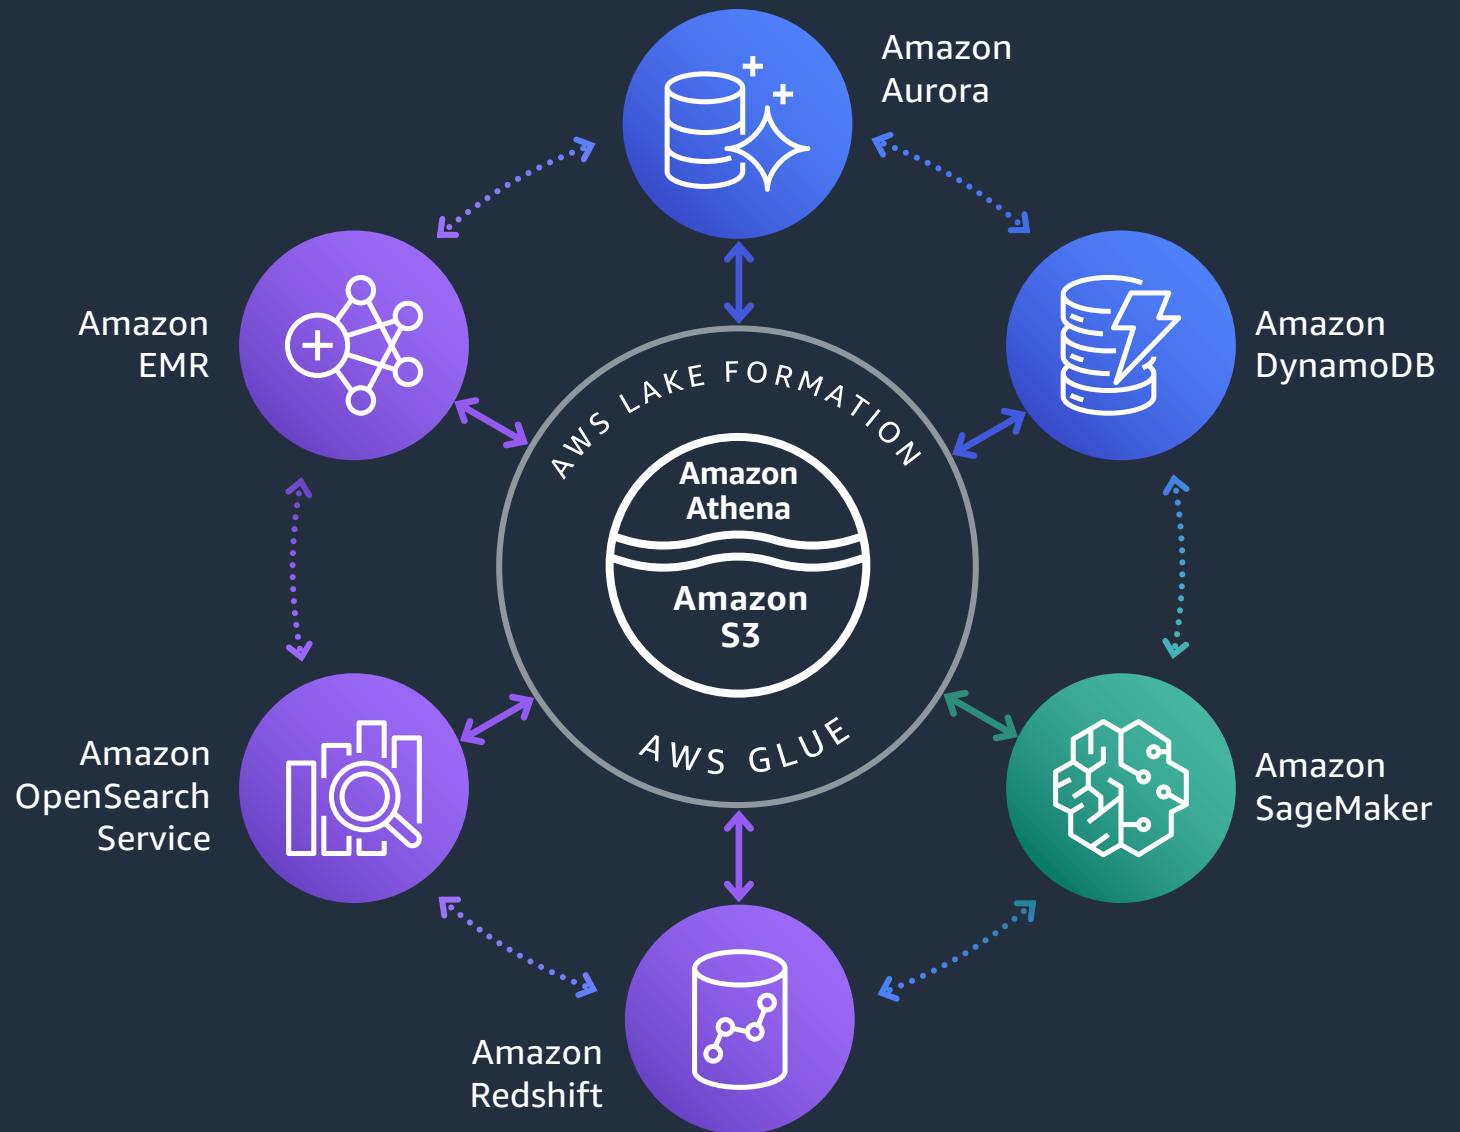 Amazon
Aurora
Amazon
EMR
Amazon
DynamoDB
AWS LAKE FORMATION
Amazon
Athena
Amazon
S3
AWS GLUE
Amazon
OpenSearch
Service
Amazon
SageMaker
Amazon
Redshift